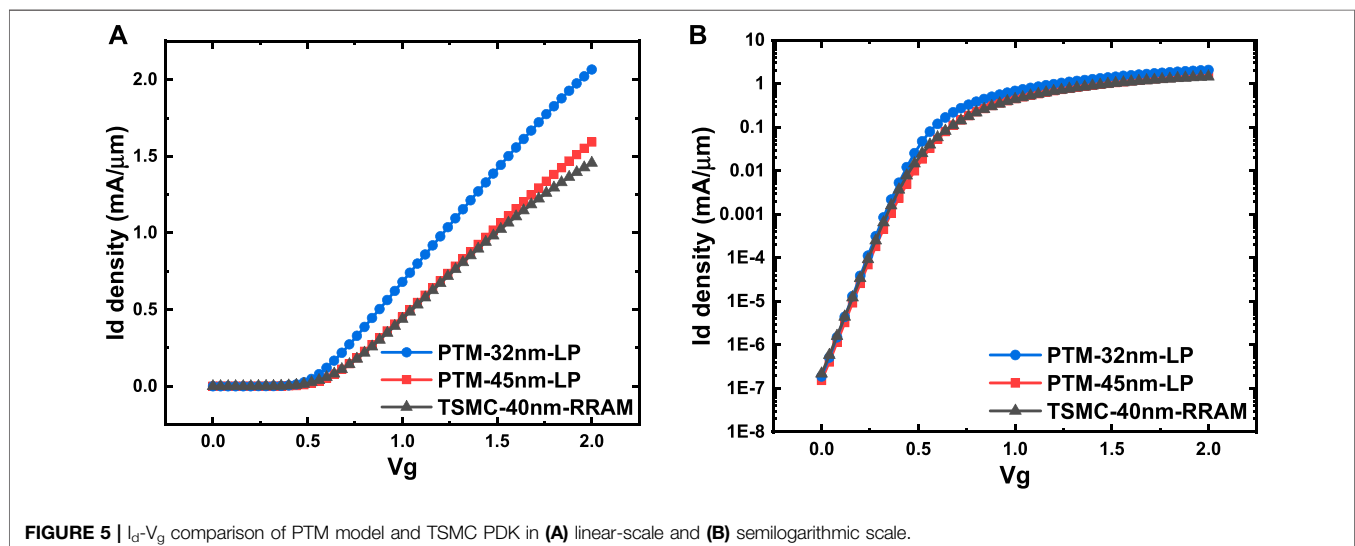 A
Id density (mA/μm)
2.0
1.5
1.0
0.5
0.0
PTM-32nm-LP
PTM-45nm-LP
TSMC-40nm-RRAM
0.0 0.5 1.0 1.5 2.0
Vg
B
Id density (mA/μm)
10
1
0.1
0.01
0.001
1E-4
1E-5
1E-6
1E-7
1E-8
PTM-32nm-LP
PTM-45nm-LP
TSMC-40nm-RRAM
0.0 0.5 1.0 1.5 2.0
Vg
FIGURE 5 | Id-Vg comparison of PTM model and TSMC PDK in (A) linear-scale and (B) semilogarithmic scale.